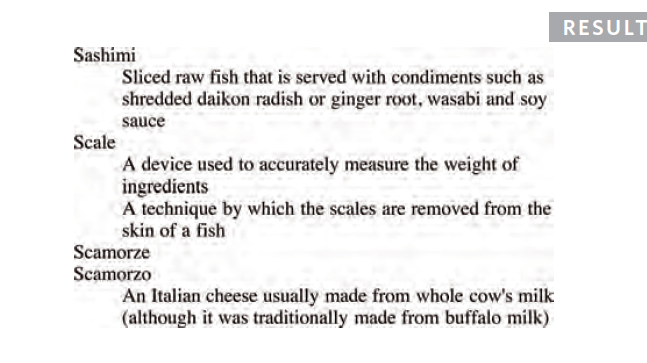 RESULT
Sashimi
Sliced raw fish that is served with condiments such as
shredded daikon radish or ginger root, wasabi and soy
sauce
Scale
A device used to accurately measure the weight of
ingredients
A technique by which the scales are removed from the
skin of a fish
Scamorze
Scamorzo
An Italian cheese usually made from whole cow's milk
(although it was traditionally made from buffalo milk)